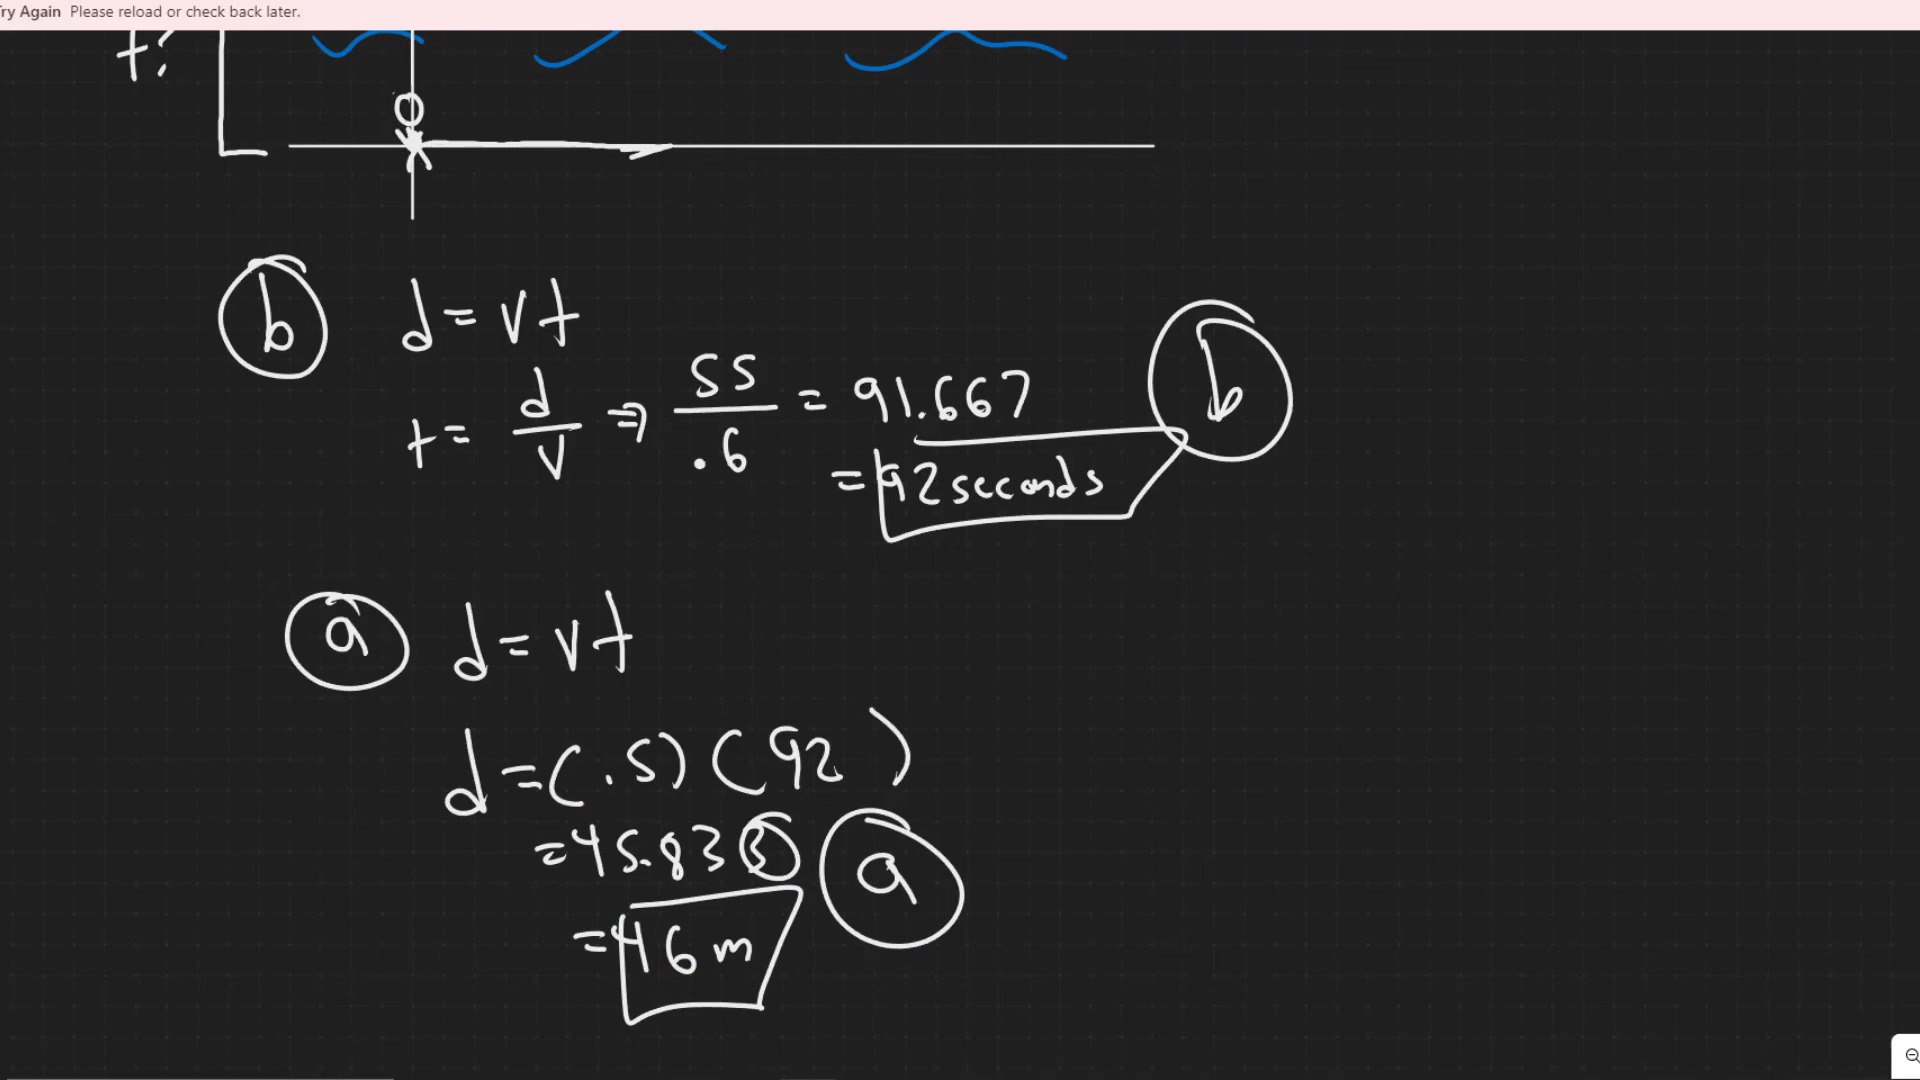 Try Again Please reload or check back later.
t?
0
b d = vt
t = d/v ⇒ 55/.6 = 91.667 b
= 92 seconds
a d = vt
d = (.5)(92)
= 45.833 a
= 46 m